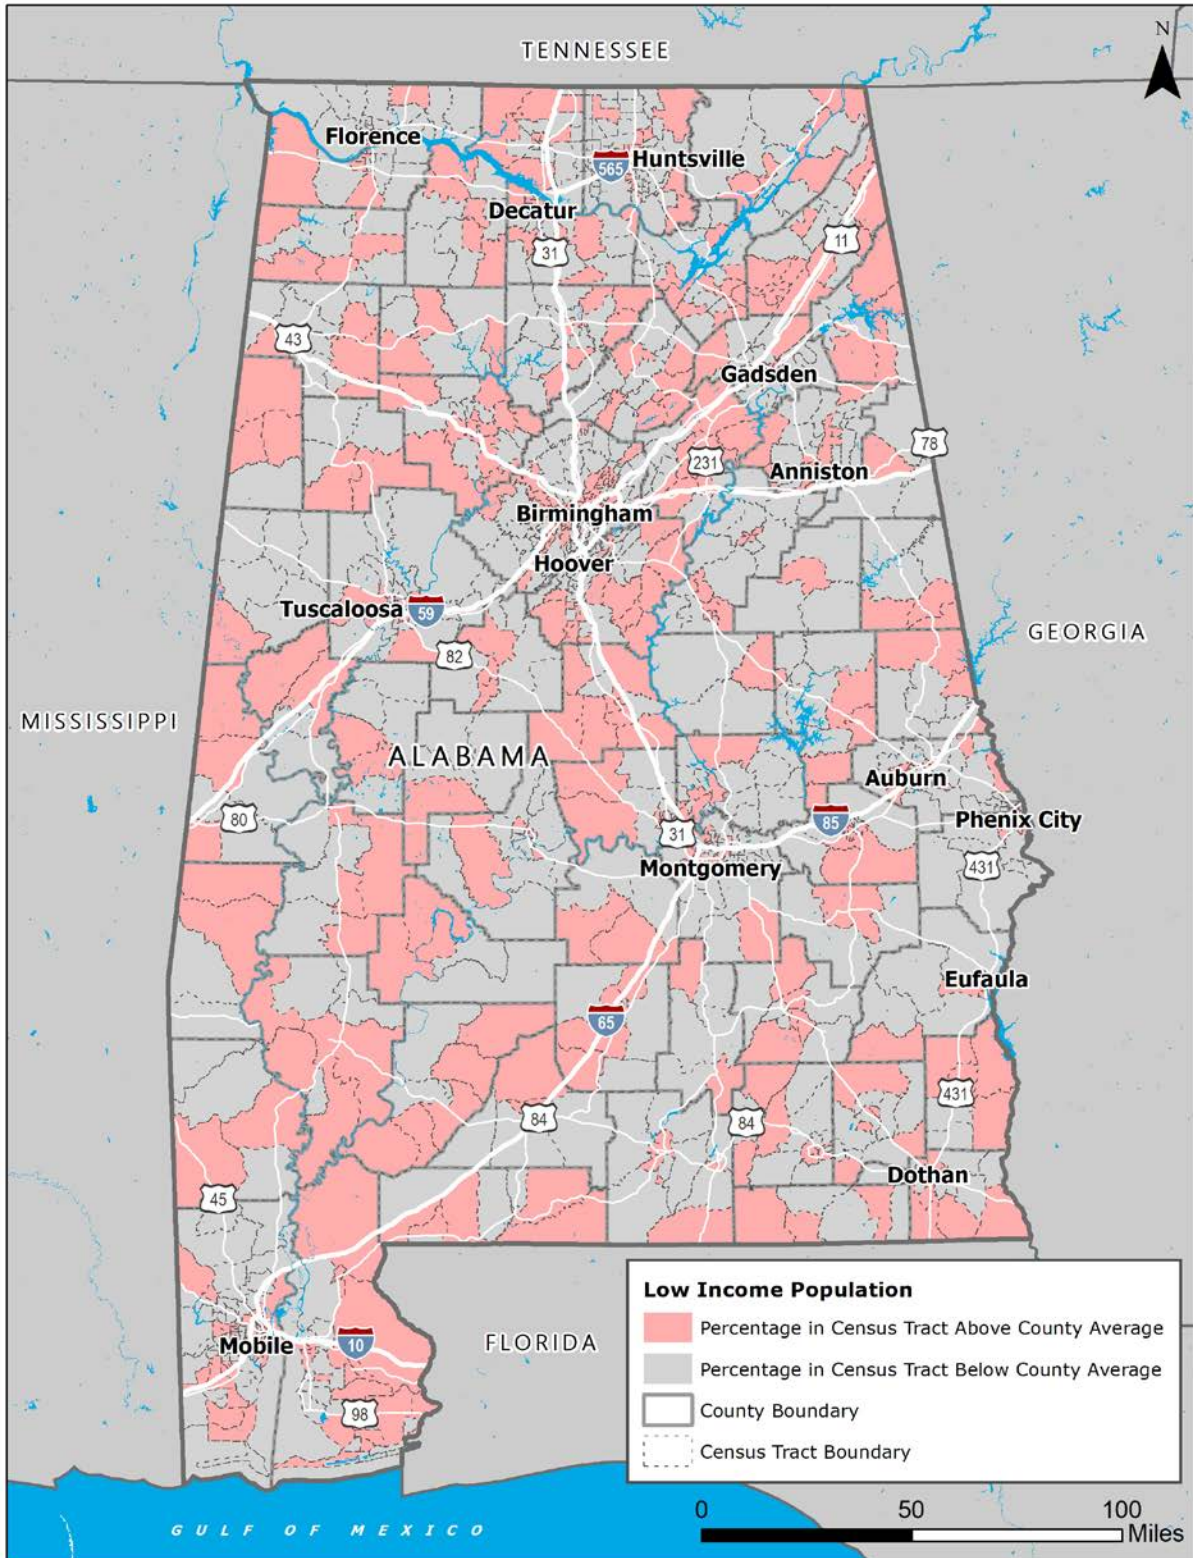 N
TENNESSEE
Florence
565
Huntsville
Decatur
31
11
43
Gadsden
78
231
Anniston
Birmingham
Hoover
Tuscaloosa
59
82
GEORGIA
MISSISSIPPI
ALABAMA
Auburn
80
31
85
Phenix City
Montgomery
431
Eufaula
65
431
84
84
Dothan
45
Mobile
10
FLORIDA
98
Low Income Population
Percentage in Census Tract Above County Average
Percentage in Census Tract Below County Average
County Boundary
Census Tract Boundary
0 50 100
Miles
GULF OF MEXICO